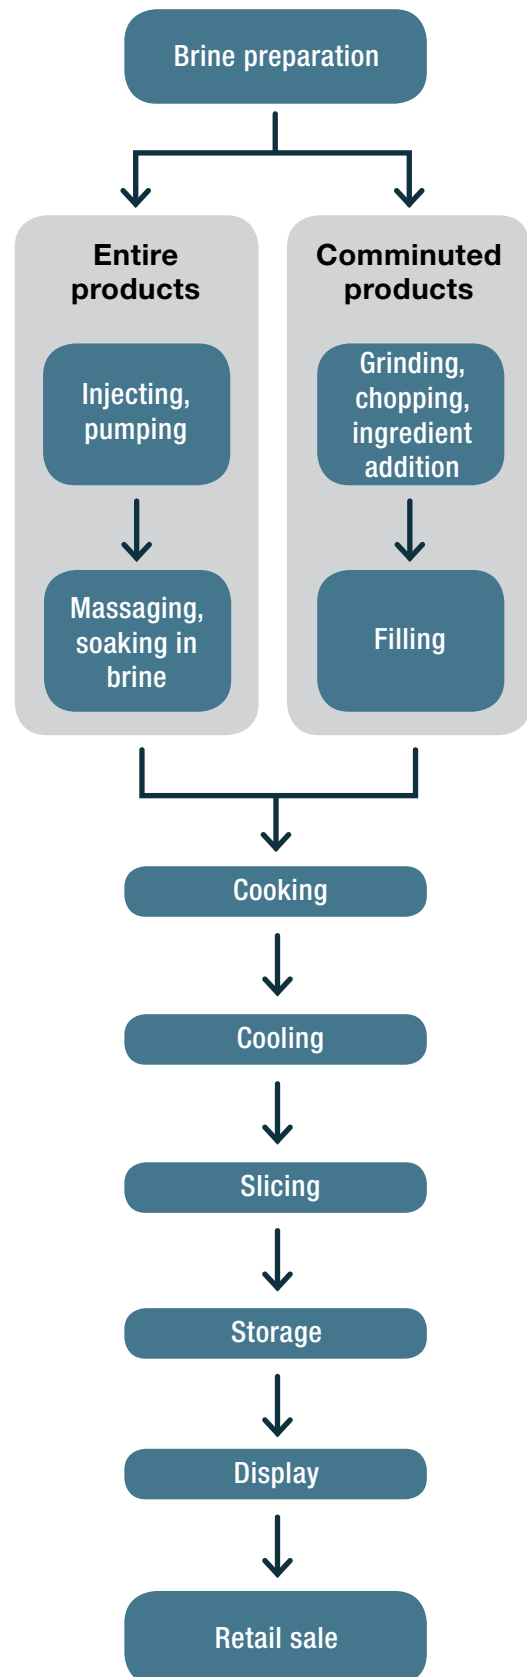 Brine preparation
Entire
products
Injecting,
pumping
Massaging,
soaking in
brine
Comminuted
products
Grinding,
chopping,
ingredient
addition
Filling
Cooking
Cooling
Slicing
Storage
Display
Retail sale